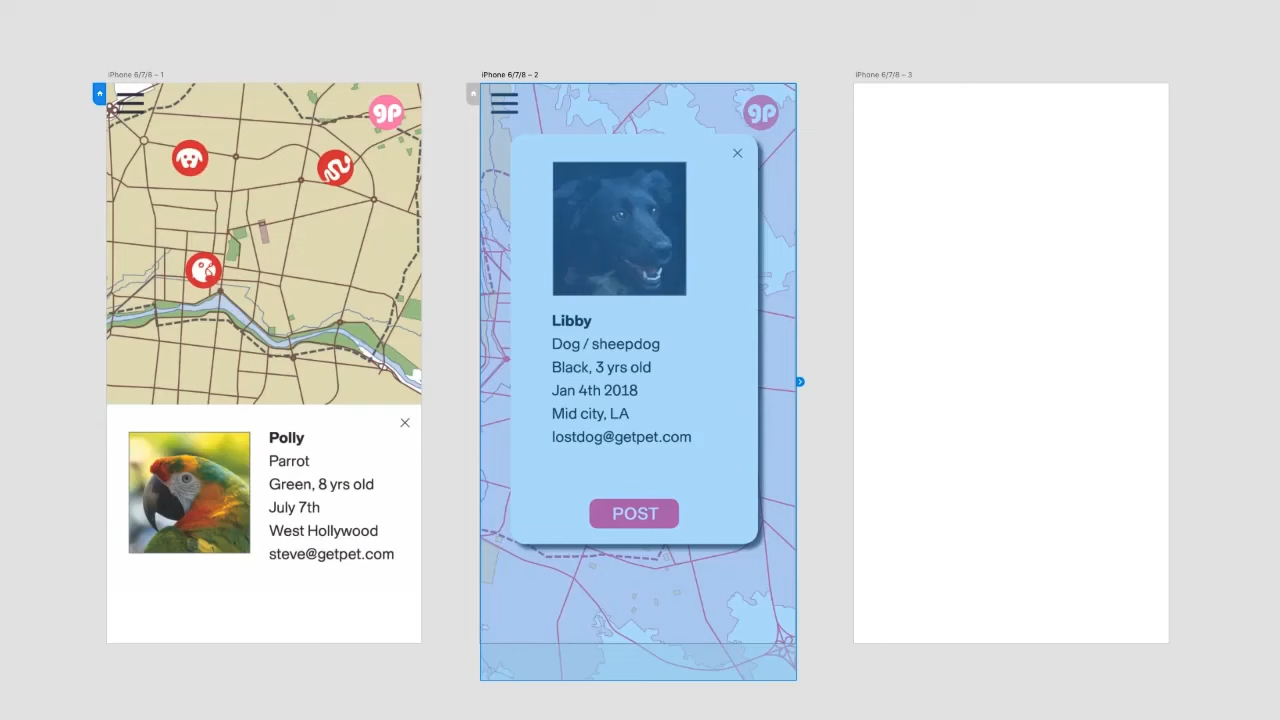 iPhone 6/7/8 – 1
gp
Polly
Parrot
Green, 8 yrs old
July 7th
West Hollywood
steve@getpet.com
iPhone 6/7/8 – 2
gp
Libby
Dog / sheepdog
Black, 3 yrs old
Jan 4th 2018
Mid city, LA
lostdog@getpet.com
POST
iPhone 6/7/8 – 3